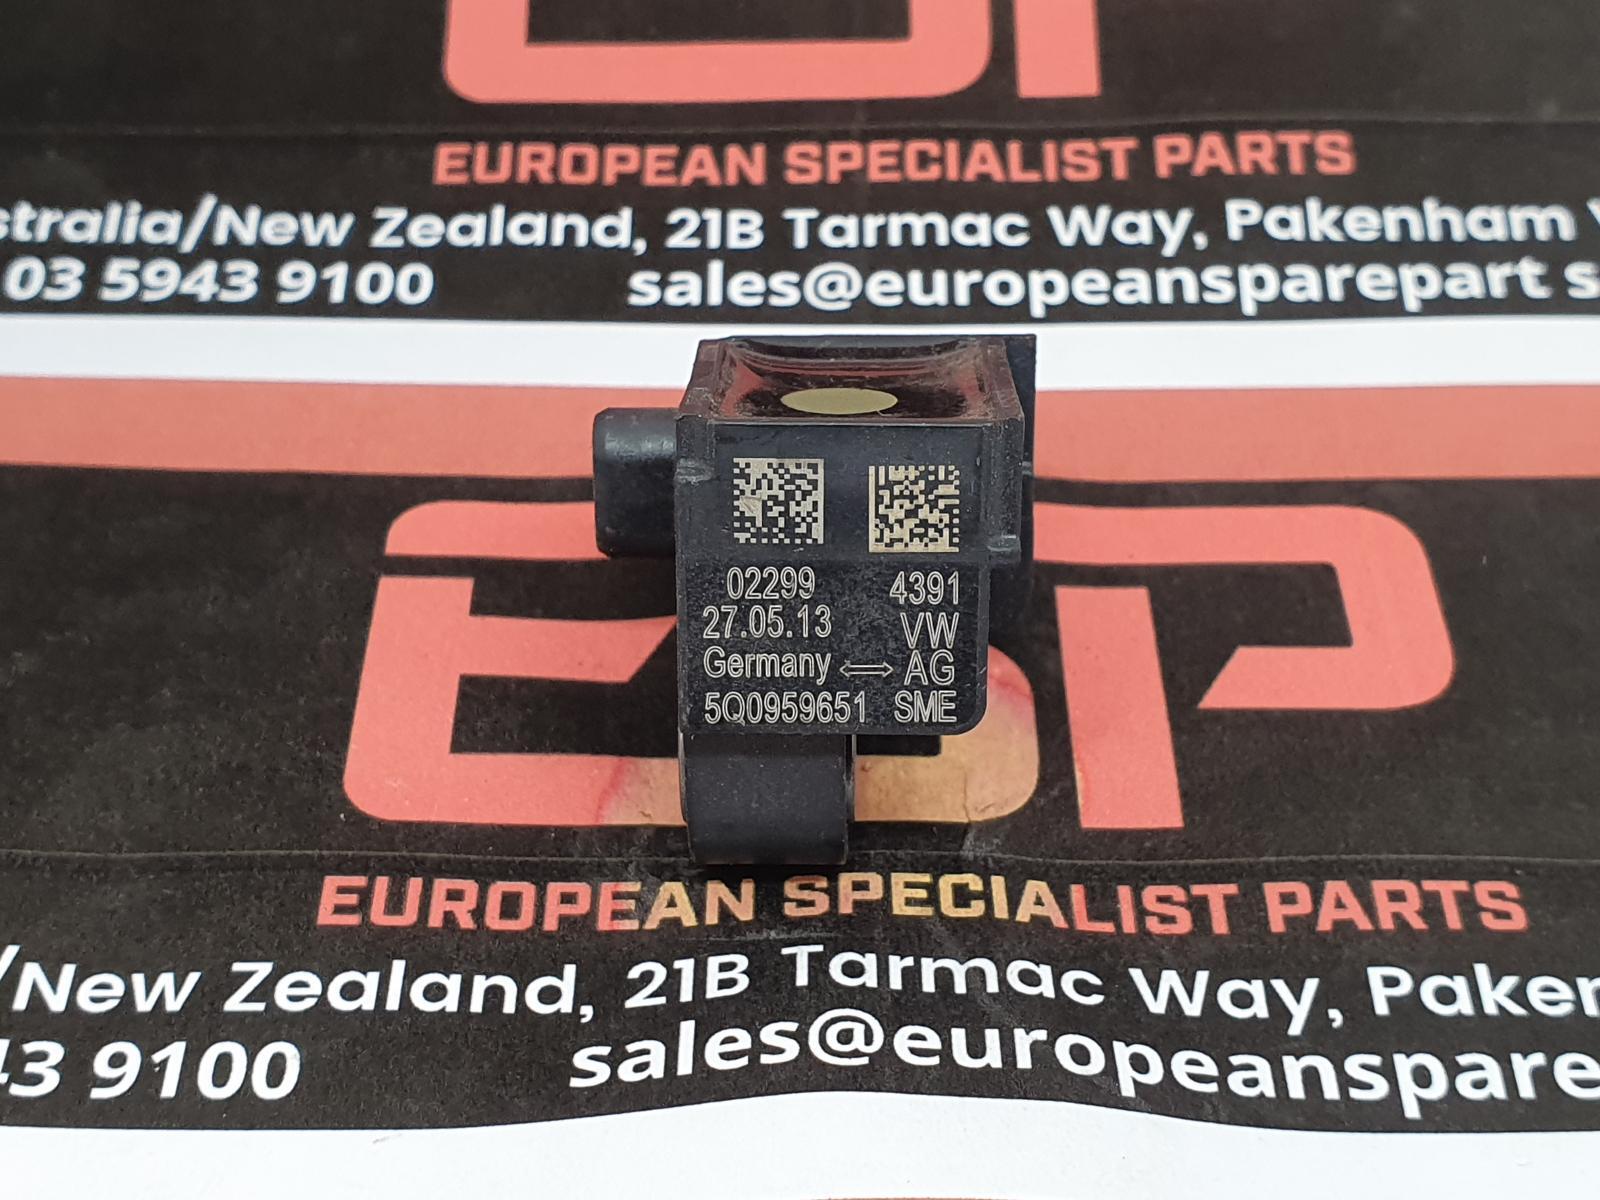 EUROPEAN SPECIALIST PARTS
stralia/New Zealand, 21B Tarmac Way, Pakenham
03 5943 9100 sales@europeansparepart s
02299 4391
27.05.13 VW
Germany ⟺ AG
5Q0959651 SME
ESP
EUROPEAN SPECIALIST PARTS
/New Zealand, 21B Tarmac Way, Paken
43 9100 sales@europeanspare